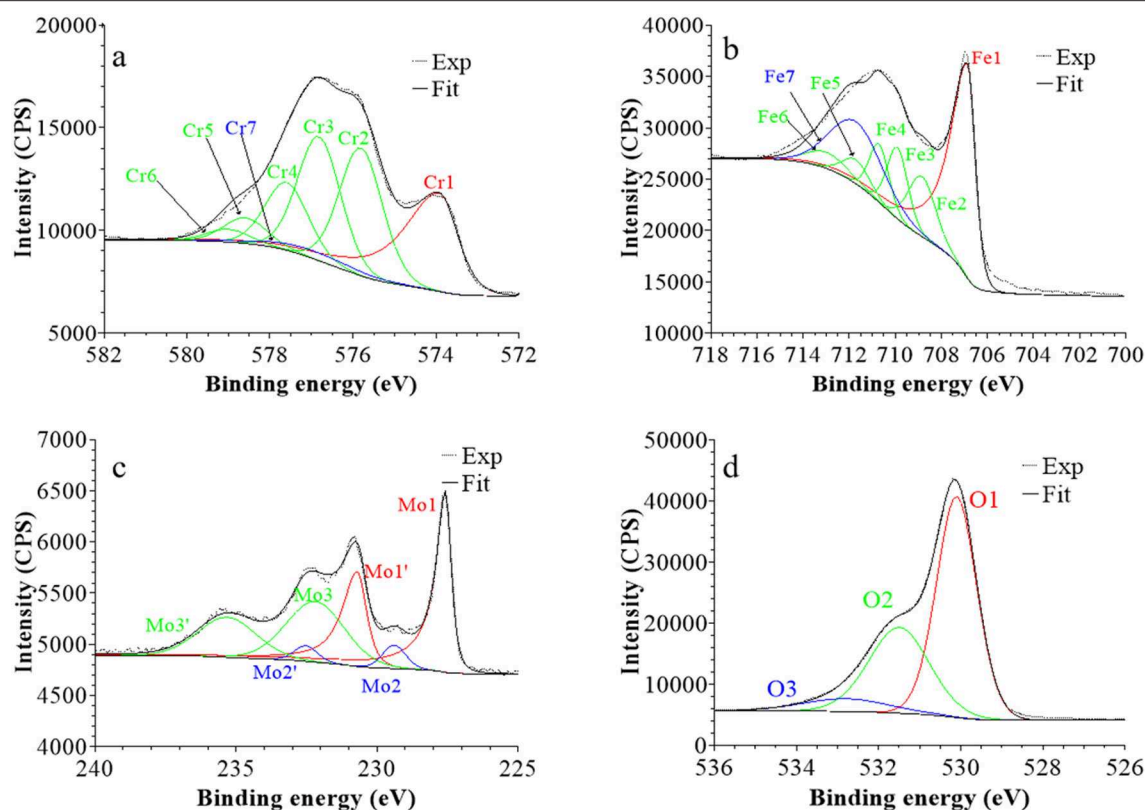 a
Exp
Fit
Cr1
Cr2
Cr3
Cr4
Cr5
Cr6
Cr7
Intensity (CPS)
20000
15000
10000
5000
582 580 578 576 574 572
Binding energy (eV)
b
Exp
Fit
Fe1
Fe2
Fe3
Fe4
Fe5
Fe6
Fe7
Intensity (CPS)
40000
35000
30000
25000
20000
15000
10000
718 716 714 712 710 708 706 704 702 700
Binding energy (eV)
c
Exp
Fit
Mo1
Mo1'
Mo2
Mo2'
Mo3
Mo3'
Intensity (CPS)
7000
6500
6000
5500
5000
4500
4000
240 235 230 225
Binding energy (eV)
d
Exp
Fit
O1
O2
O3
Intensity (CPS)
50000
40000
30000
20000
10000
0
536 534 532 530 528 526
Binding energy (eV)